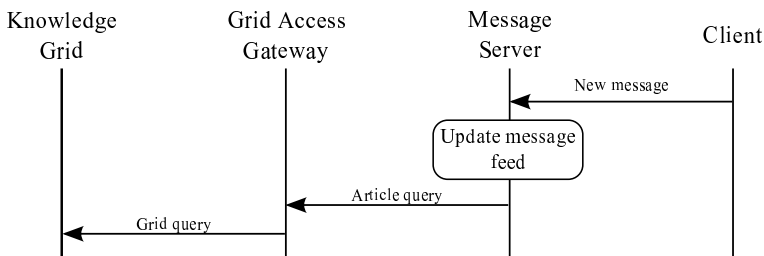 Knowledge
Grid
Grid Access
Gateway
Message
Server
Client
New message
Update message
feed
Article query
Grid query